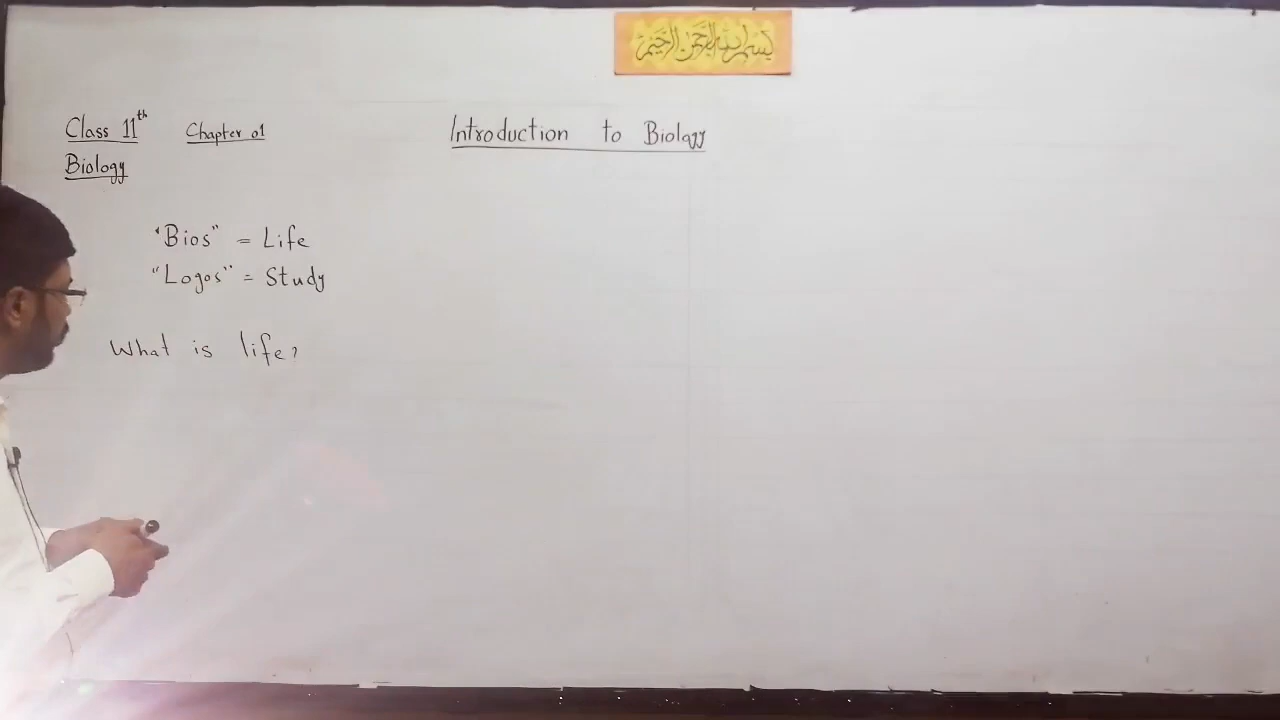 بسم الله الرحمن الرحيم
Class 11th Chapter 01
Biology
Introduction to Biology
"Bios" = Life
"Logos" = Study
What is life?